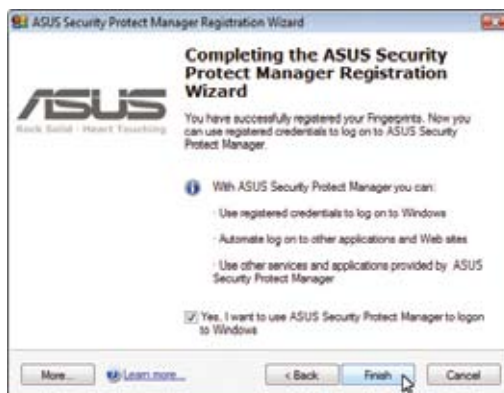 ASUS Security Protect Manager Registration Wizard
Completing the ASUS Security
Protect Manager Registration
Wizard
ASUS
Rock Solid · Heart Touching
You have successfully registered your Fingerprints. Now you
can use registered credentials to log on to ASUS Security
Protect Manager.
With ASUS Security Protect Manager you can:
· Use registered credentials to log on to Windows
· Automate log on to other applications and Web sites
· Use other services and applications provided by ASUS
Security Protect Manager
Yes. I want to use ASUS Security Protect Manager to logon
to Windows
More...
Learn more...
< Back
Finish
Cancel